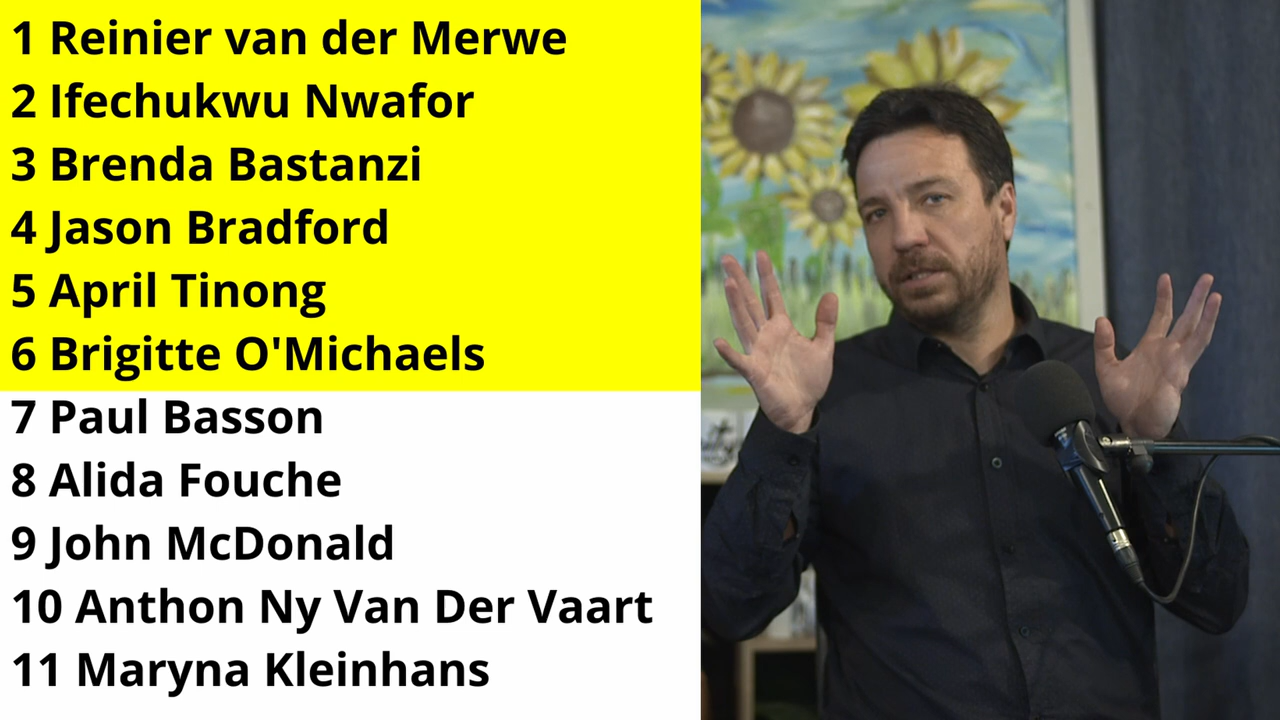 1 Reinier van der Merwe
2 Ifechukwu Nwafor
3 Brenda Bastanzi
4 Jason Bradford
5 April Tinong
6 Brigitte O'Michaels
7 Paul Basson
8 Alida Fouche
9 John McDonald
10 Anthon Ny Van Der Vaart
11 Maryna Kleinhans